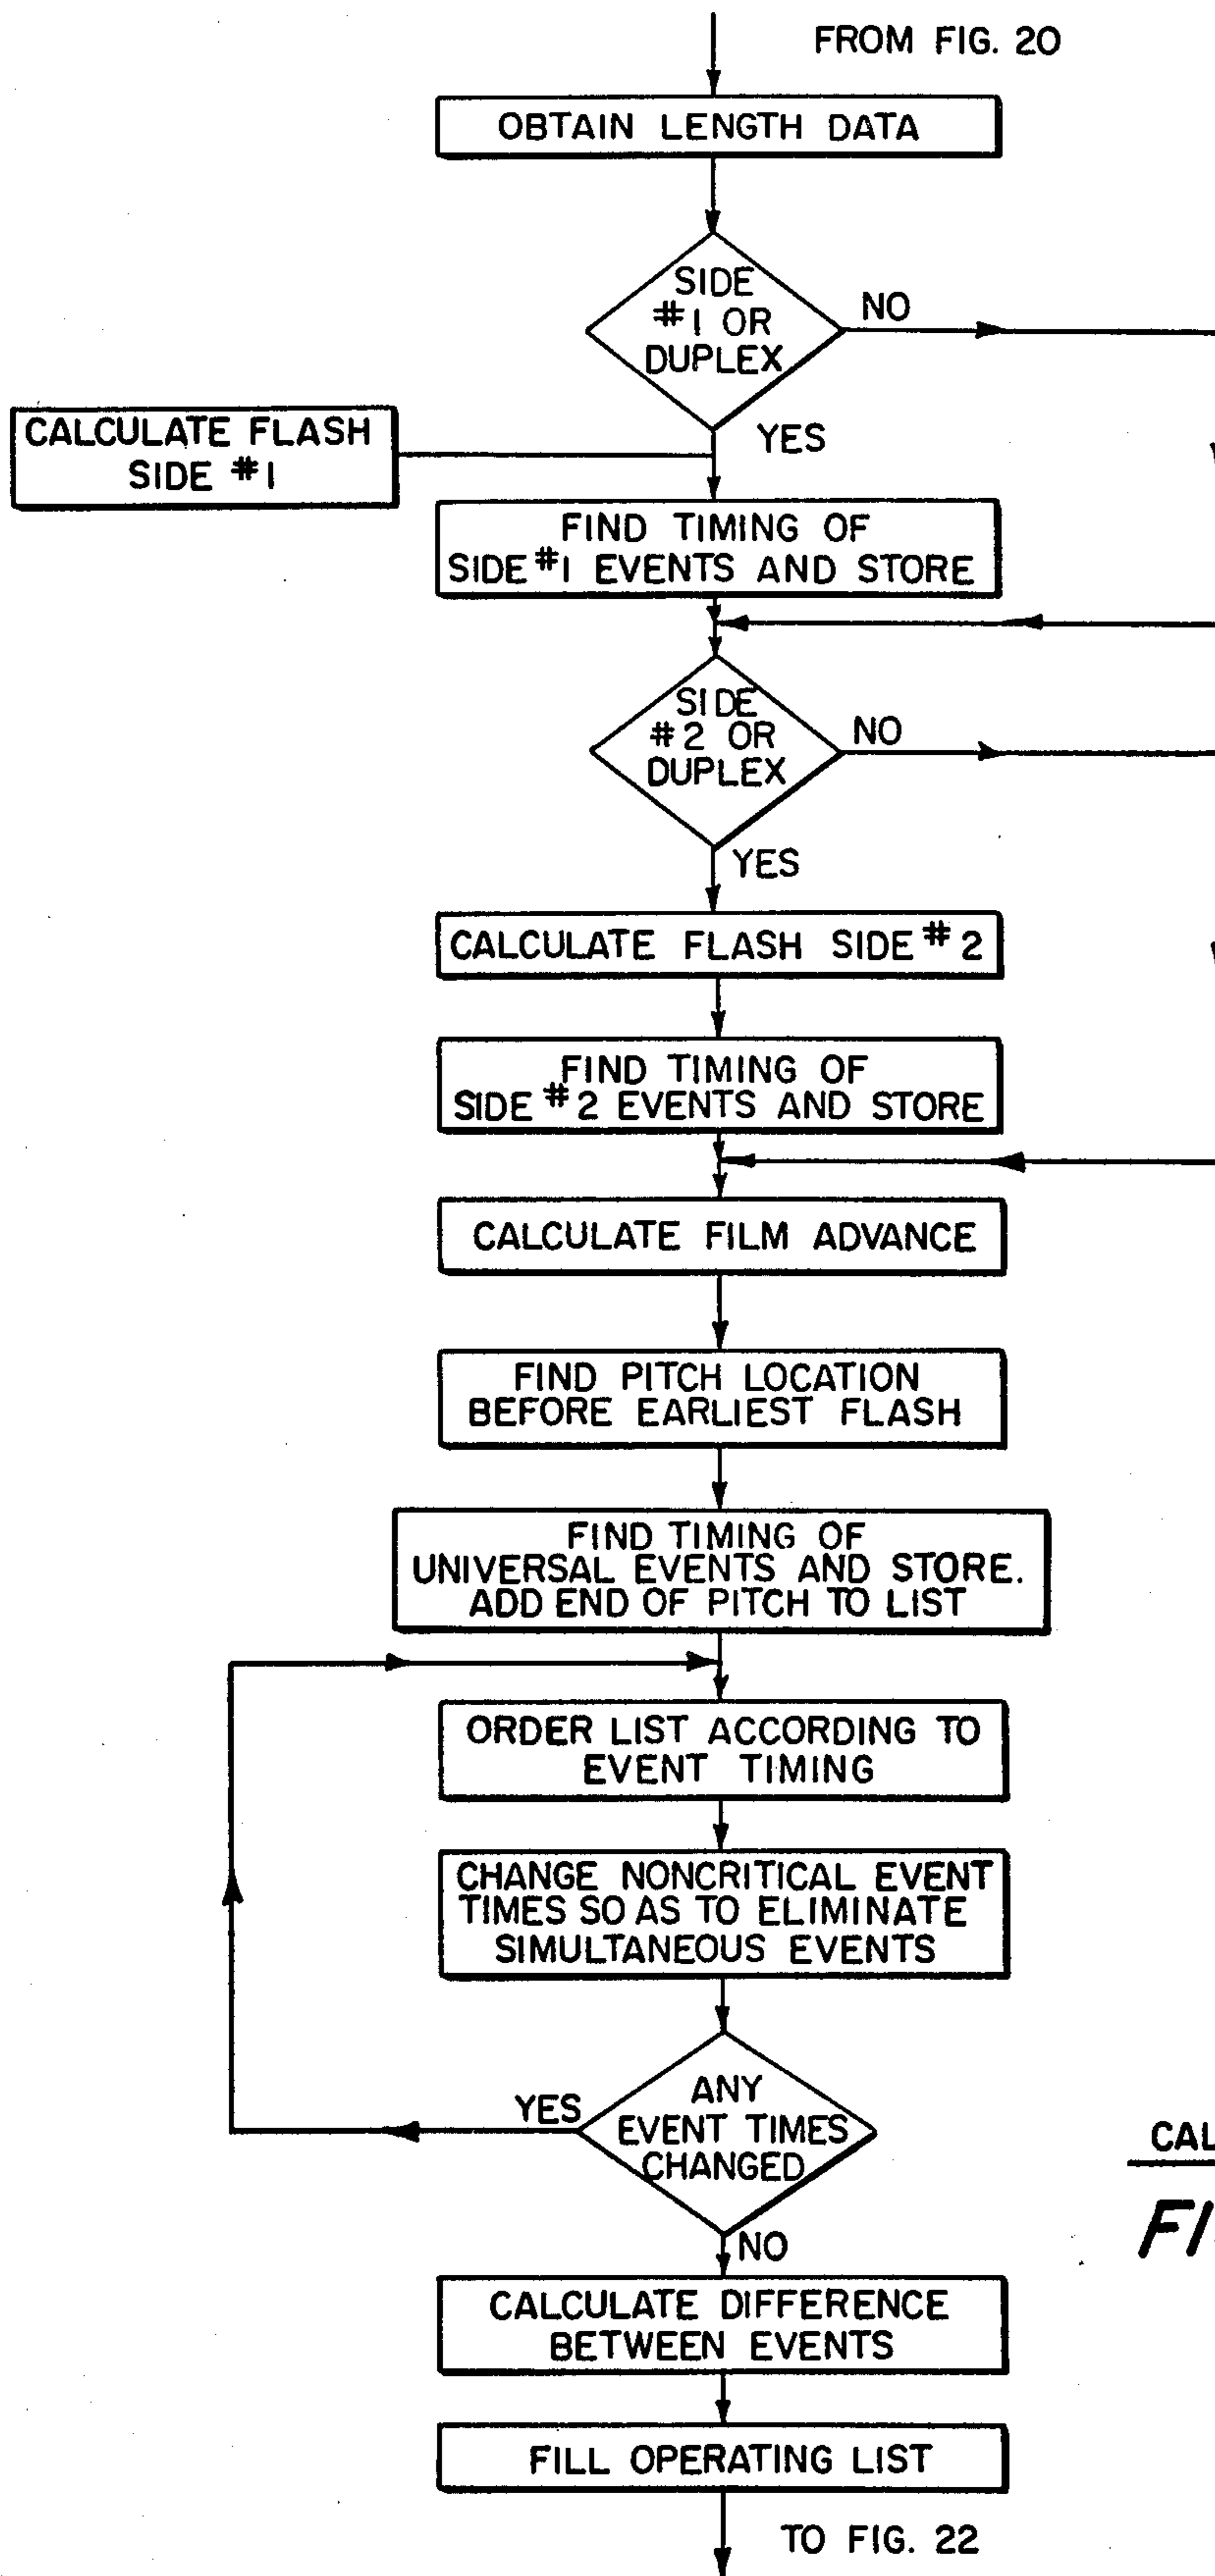 FROM FIG. 20
OBTAIN LENGTH DATA
SIDE
#1 OR
DUPLEX
NO
YES
CALCULATE FLASH
SIDE #1
FIND TIMING OF
SIDE #1 EVENTS AND STORE
SIDE
#2 OR
DUPLEX
NO
YES
CALCULATE FLASH SIDE #2
FIND TIMING OF
SIDE #2 EVENTS AND STORE
CALCULATE FILM ADVANCE
FIND PITCH LOCATION
BEFORE EARLIEST FLASH
FIND TIMING OF
UNIVERSAL EVENTS AND STORE.
ADD END OF PITCH TO LIST
ORDER LIST ACCORDING TO
EVENT TIMING
CHANGE NONCRITICAL EVENT
TIMES SO AS TO ELIMINATE
SIMULTANEOUS EVENTS
ANY
EVENT TIMES
CHANGED
YES
NO
CAL
FI
CALCULATE DIFFERENCE
BETWEEN EVENTS
FILL OPERATING LIST
TO FIG. 22